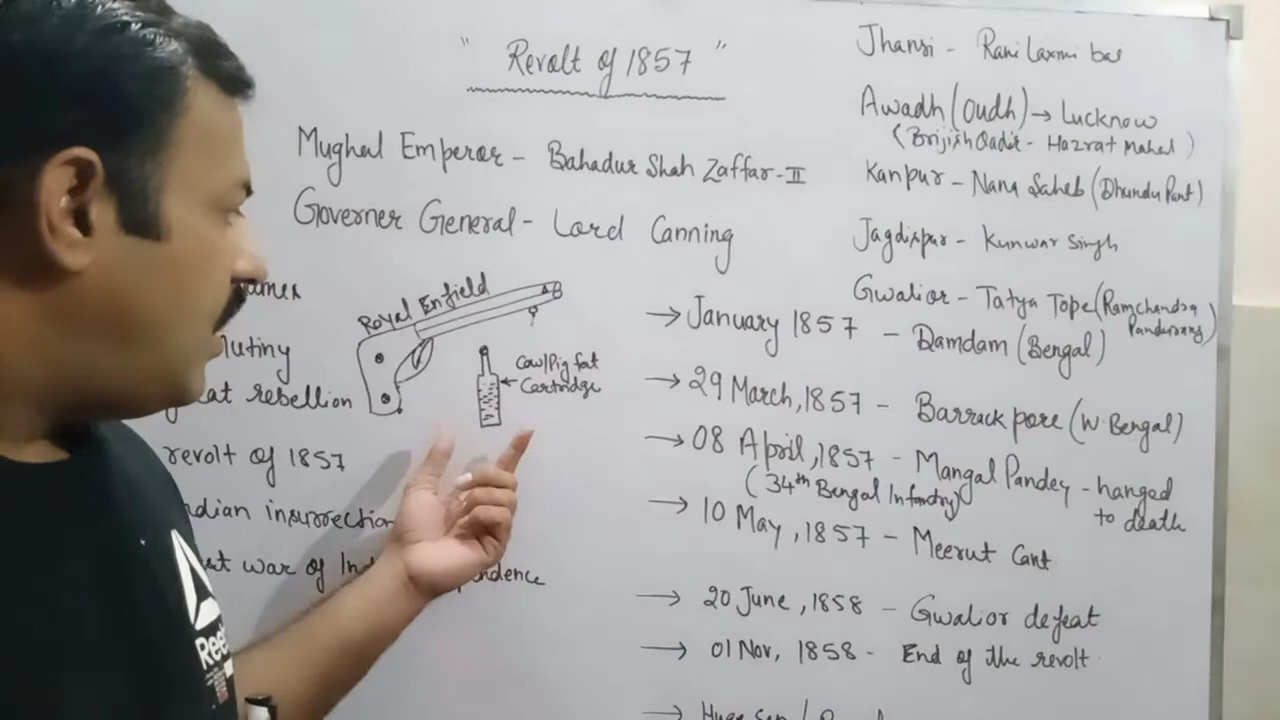 " Revolt of 1857 "
Mughal Emperor - Bahadur Shah Zaffar-II
Governer General - Lord Canning
Royal Enfield
Cow/Pig fat
Cartridge
revolt of 1857
war of
Jhansi - Rani Laxmi bai
Awadh (Oudh) → Lucknow
(Brijish Qadir - Hazrat Mahal)
Kanpur - Nana Saheb (Dhundu Pant)
Jagdispur - Kunwar Singh
Gwalior - Tatya Tope (Ramchandra
Pandurang)
→ January 1857 - Damdam (Bengal)
→ 29 March, 1857 - Barrackpore (W. Bengal)
→ 08 April, 1857 - Mangal Pandey - hanged
to death
(34th Bengal Infantry)
→ 10 May, 1857 - Meerut Cant
→ 20 June, 1858 - Gwalior defeat
→ 01 Nov, 1858 - End of the revolt